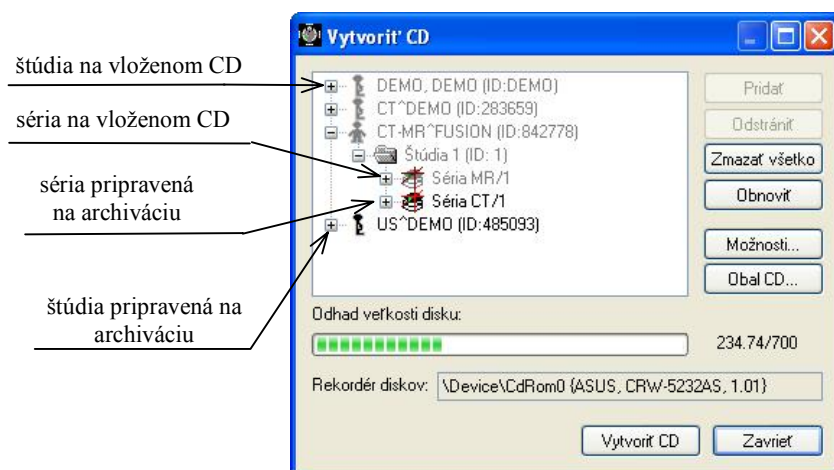 štúdia na vloženom CD
séria na vloženom CD
séria pripravená
na archiváciu
štúdia pripravená na
archiváciu
Vytvoriť CD
DEMO, DEMO (ID:DEMO)
CT^DEMO (ID:283659)
CT-MR^FUSION (ID:842778)
Štúdia 1 (ID: 1)
Séria MR/1
Séria CT/1
US^DEMO (ID:485093)
Pridať
Odstrániť
Zmazať všetko
Obnoviť
Možnosti...
Obal CD...
Odhad veľkosti disku:
234.74/700
Rekordér diskov: \Device\CdRom0 {ASUS, CRW-5232AS, 1.01}
Vytvoriť CD
Zavrieť